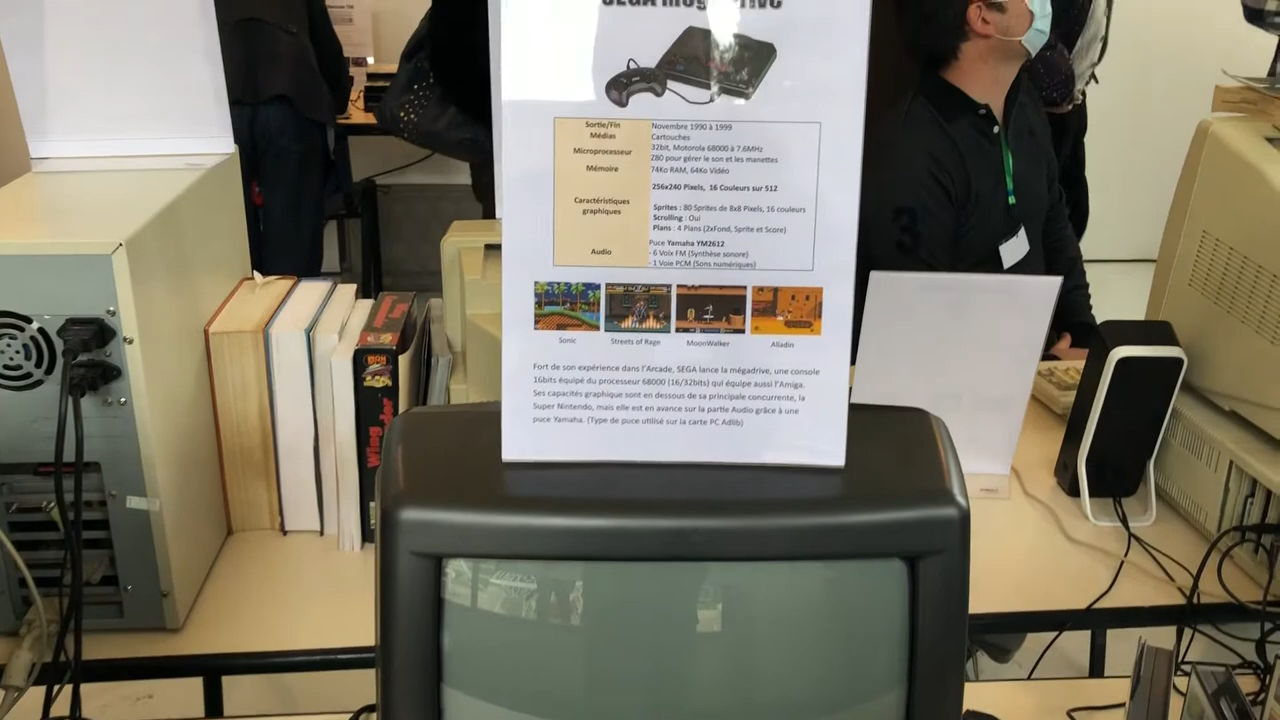 SEGA Mégadrive
Sortie/Fin Novembre 1990 à 1999
Médias Cartouches
Microprocesseur 32bit, Motorola 68000 à 7.6MHz
Z80 pour gérer le son et les manettes
Mémoire 74Ko RAM, 64Ko Vidéo
256x240 Pixels, 16 Couleurs sur 512
Caractéristiques graphiques
Sprites : 80 Sprites de 8x8 Pixels, 16 couleurs
Scrolling : Oui
Plans : 4 Plans (2xFond, Sprite et Score)
Audio
Puce Yamaha YM2612
- 6 Voix FM (Synthèse sonore)
- 1 Voie PCM (Sons numériques)
Sonic Streets of Rage MoonWalker Alladin
Fort de son expérience dans l'Arcade, SEGA lance la mégadrive, une console
16bits équipé du processeur 68000 (16/32bits) qui équipe aussi l'Amiga.
Ses capacités graphique sont en dessous de sa principale concurrente, la
Super Nintendo, mais elle est en avance sur la partie Audio grâce à une
puce Yamaha. (Type de puce utilisé sur la carte PC Adlib)
Wing
3